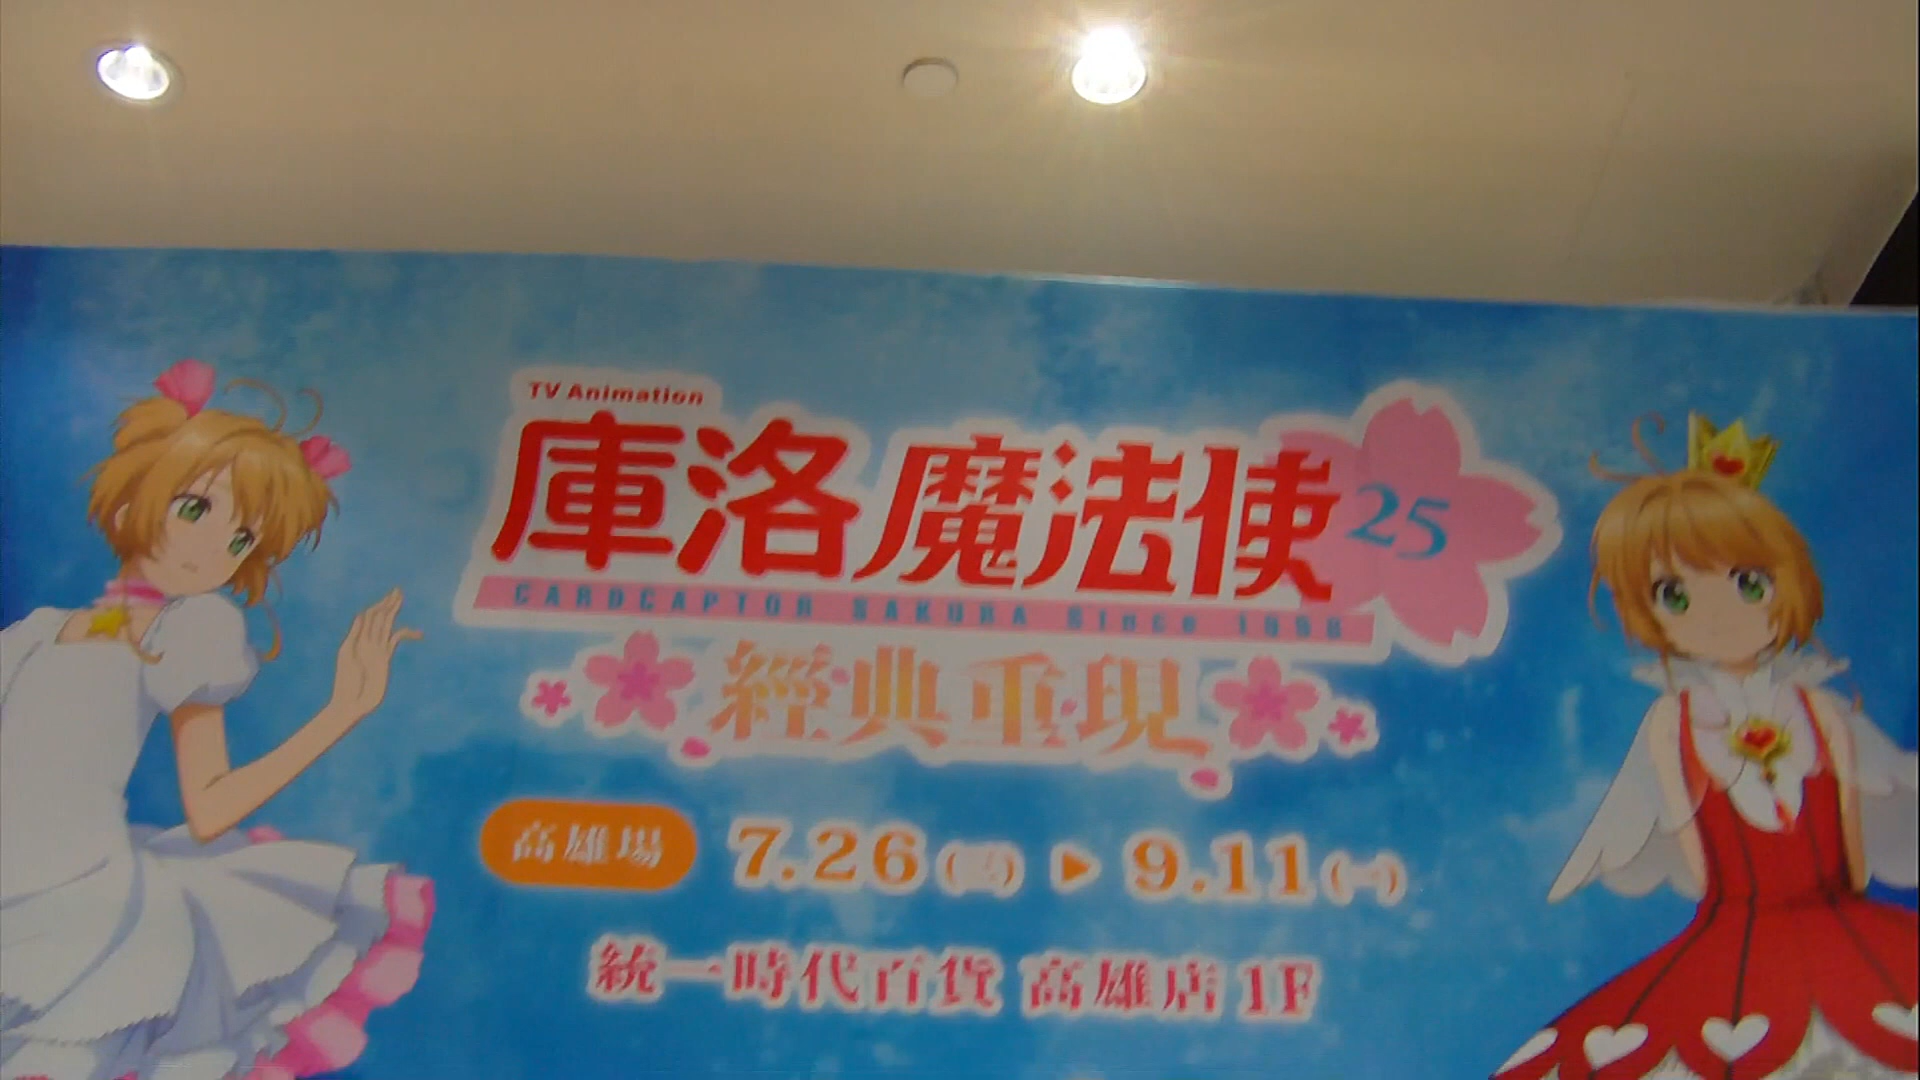 TV Animation
庫洛魔法使 25
CARDCAPTOR SAKURA Since 1998
經典重現
高雄場 7.26 ▶ 9.11(一)
統一時代百貨 高雄店 1F